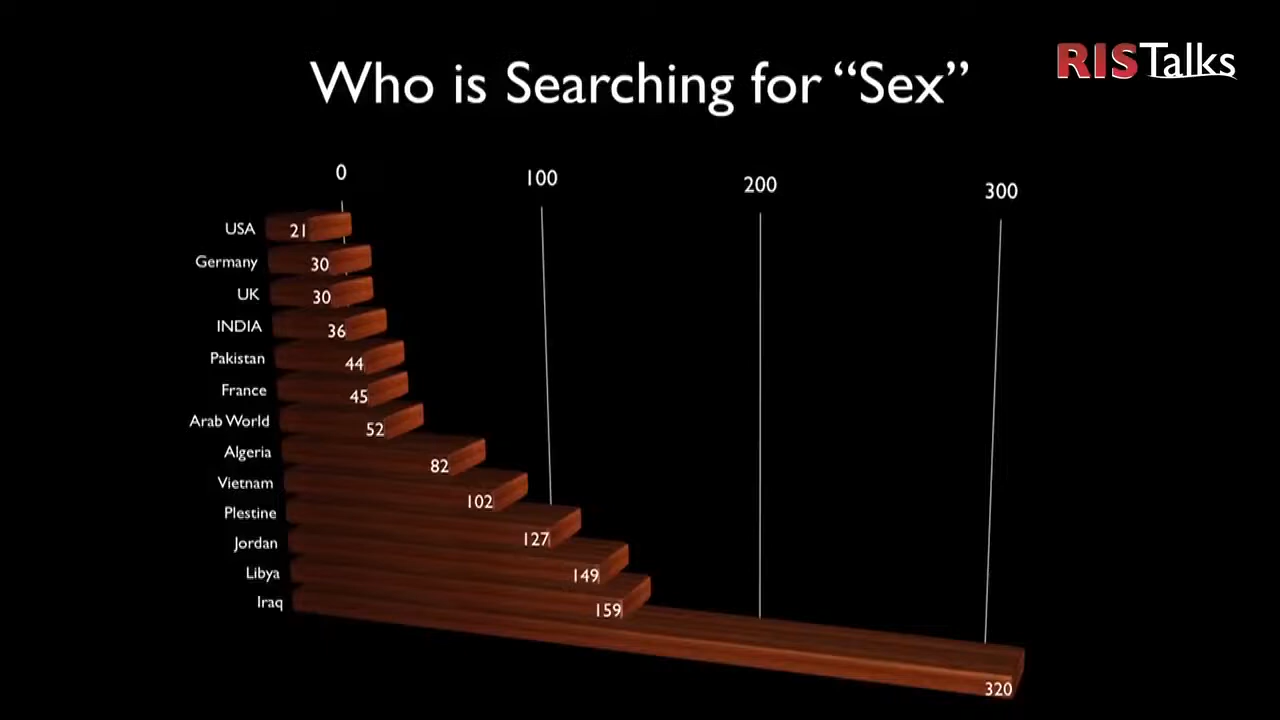 Who is Searching for “Sex”
RISTalks
0 100 200 300
USA 21
Germany 30
UK 30
INDIA 36
Pakistan 44
France 45
Arab World 52
Algeria 82
Vietnam 102
Plestine 127
Jordan 149
Libya 159
Iraq 320